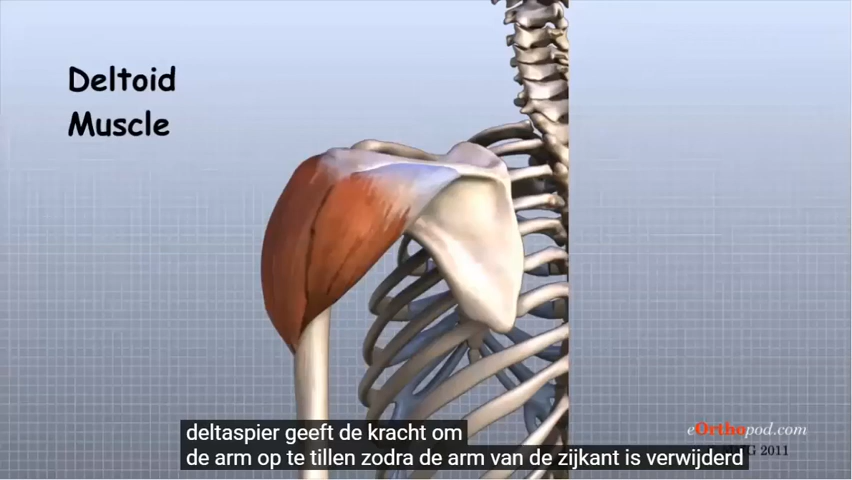 Deltoid
Muscle
deltaspier geeft de kracht om
de arm op te tillen zodra de arm van de zijkant is verwijderd
eOrthopod.com
2011